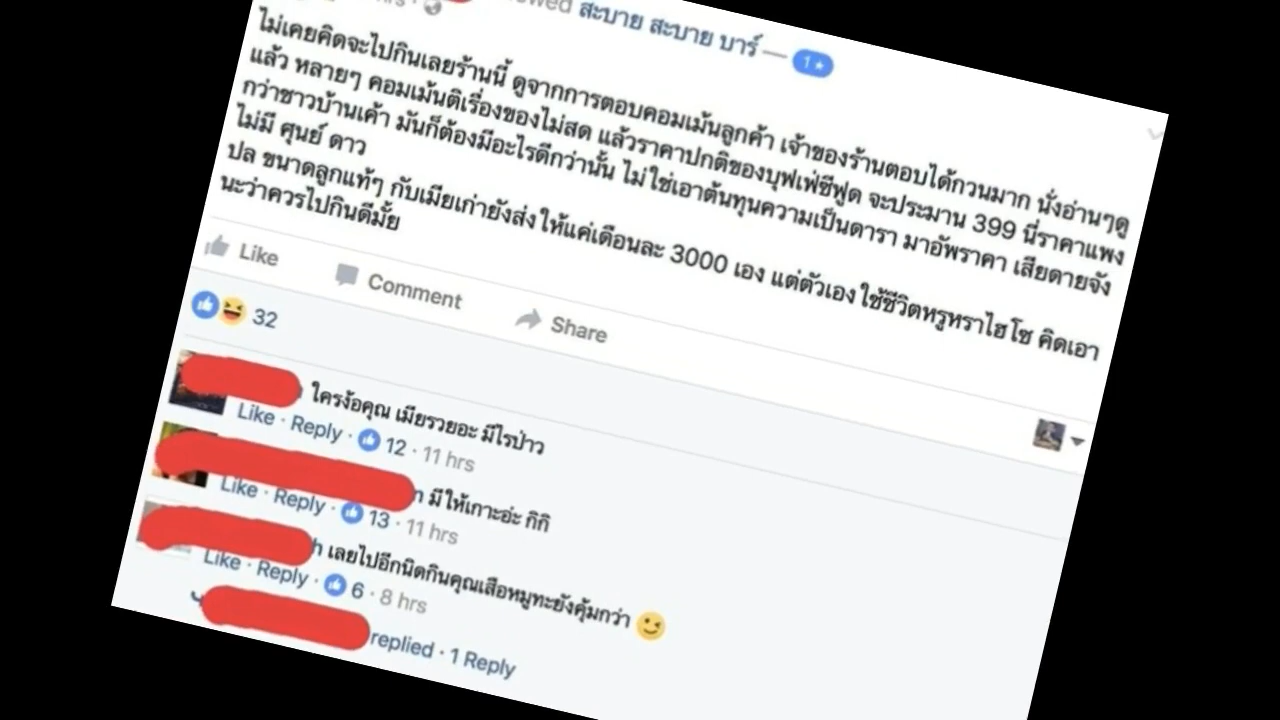 สะบาย สะบาย บาร์ — 1★
ไม่เคยคิดจะไปกินเลยร้านนี้ ดูจากการตอบคอมเม้นลูกค้า เจ้าของร้านตอบได้กวนมาก นั่งอ่านๆดู
แล้ว หลายๆ คอมเม้นติเรื่องของไม่สด แล้วราคาปกติของบุฟเฟ่ซีฟูด จะประมาน 399 นี่ราคาแพง
กว่าชาวบ้านเค้า มันก็ต้องมีอะไรดีกว่านั้น ไม่ใช่เอาต้นทุนความเป็นดารา มาอัพราคา เสียดายจัง
ไม่มี ศูนย์ ดาว
ปล ขนาดลูกแท้ๆ กับเมียเก่ายังส่งให้แค่เดือนละ 3000 เอง แต่ตัวเองใช้ชีวิตหรูหราไฮโซ คิดเอา
นะว่าควรไปกินดีมั้ย
Like Comment Share
32
ใครง้อคุณ เมียรวยอะ มีไรป่าว
Like · Reply · 12 · 11 hrs
มีให้เกาะอ่ะ กิกิ
Like · Reply · 13 · 11 hrs
เลยไปอีกนิดกินคุณเสือหมูทะยังคุ้มกว่า 😉
Like · Reply · 6 · 8 hrs
replied · 1 Reply